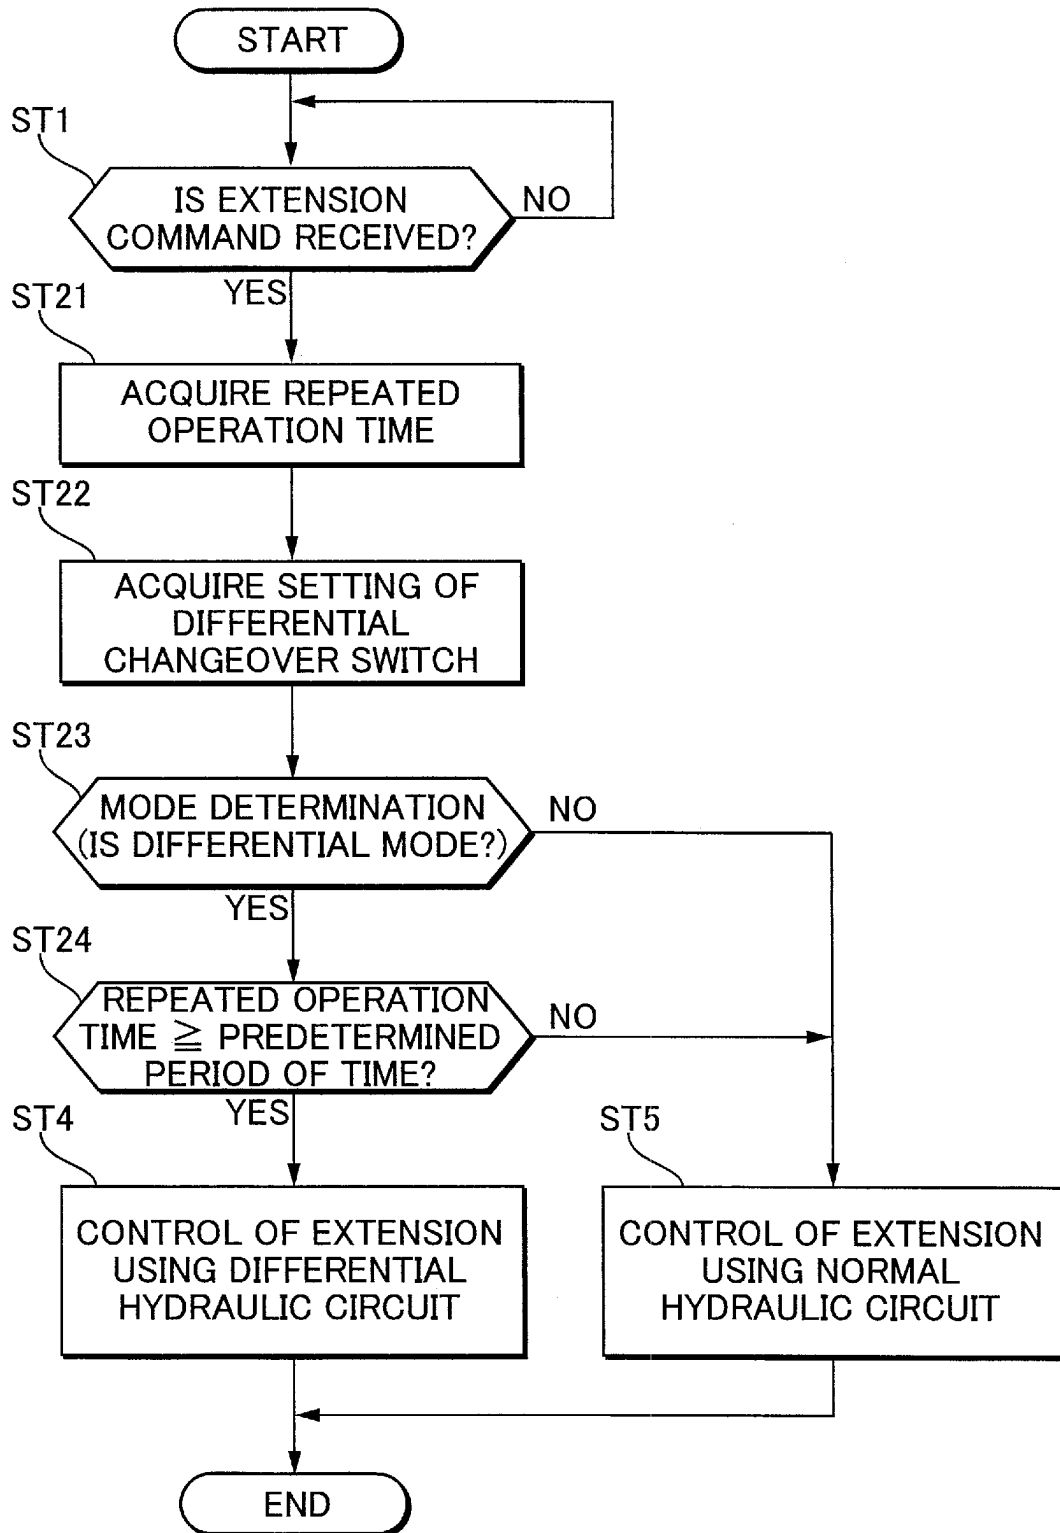 START
ST1
IS EXTENSION
COMMAND RECEIVED?
NO
YES
ST21
ACQUIRE REPEATED
OPERATION TIME
ST22
ACQUIRE SETTING OF
DIFFERENTIAL
CHANGEOVER SWITCH
ST23
MODE DETERMINATION
(IS DIFFERENTIAL MODE?)
NO
YES
ST24
REPEATED OPERATION
TIME ≧ PREDETERMINED
PERIOD OF TIME?
NO
YES
ST4
CONTROL OF EXTENSION
USING DIFFERENTIAL
HYDRAULIC CIRCUIT
ST5
CONTROL OF EXTENSION
USING NORMAL
HYDRAULIC CIRCUIT
END